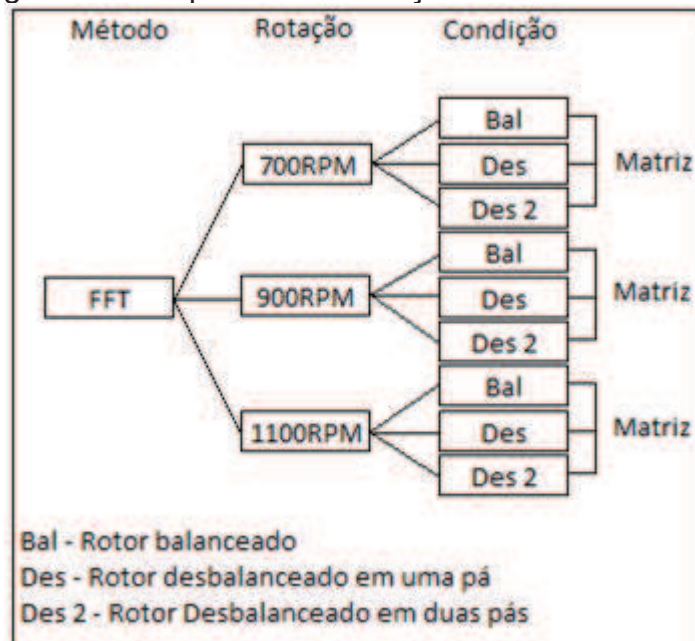 Método Rotação Condição
Bal
700RPM Des Matriz
Des 2
Bal
FFT 900RPM Des Matriz
Des 2
Bal
1100RPM Des Matriz
Des 2
Bal - Rotor balanceado
Des - Rotor desbalanceado em uma pá
Des 2 - Rotor Desbalanceado em duas pás